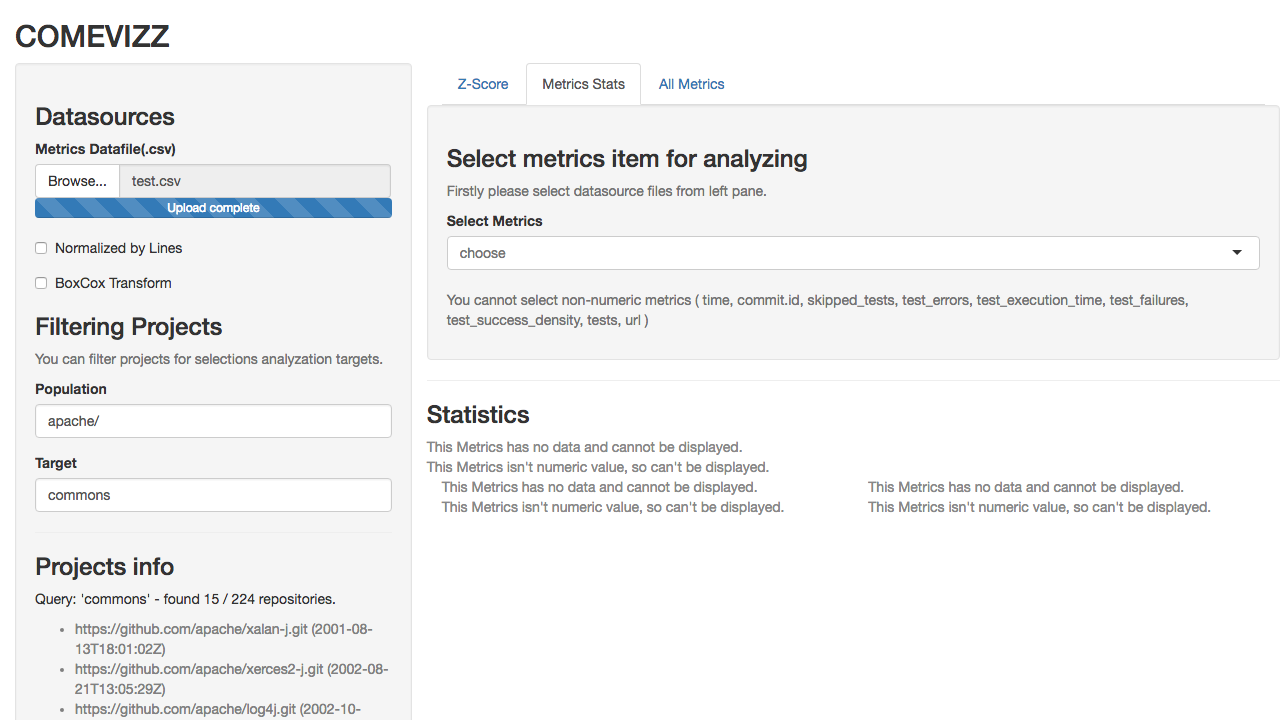 COMEVIZZ
Datasources
Metrics Datafile(.csv)
Browse... test.csv
Upload complete
Normalized by Lines
BoxCox Transform
Filtering Projects
You can filter projects for selections analyzation targets.
Population
apache/
Target
commons
Projects info
Query: 'commons' - found 15 / 224 repositories.
https://github.com/apache/xalan-j.git (2001-08-
13T18:01:02Z)
https://github.com/apache/xerces2-j.git (2002-08-
21T13:05:29Z)
https://github.com/apache/log4j.git (2002-10-
Z-Score Metrics Stats All Metrics
Select metrics item for analyzing
Firstly please select datasource files from left pane.
Select Metrics
choose
You cannot select non-numeric metrics ( time, commit.id, skipped_tests, test_errors, test_execution_time, test_failures,
test_success_density, tests, url )
Statistics
This Metrics has no data and cannot be displayed.
This Metrics isn't numeric value, so can't be displayed.
This Metrics has no data and cannot be displayed.
This Metrics isn't numeric value, so can't be displayed.
This Metrics has no data and cannot be displayed.
This Metrics isn't numeric value, so can't be displayed.